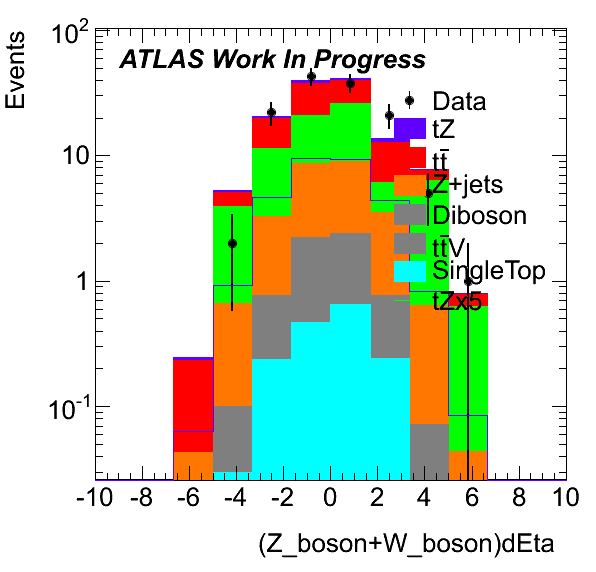 Events
10²
10
1
10⁻¹
ATLAS Work In Progress
Data
tZ
tt̄
Z+jets
Diboson
tt̄V
SingleTop
tZx5
-10 -8 -6 -4 -2 0 2 4 6 8 10
(Z_boson+W_boson)dEta